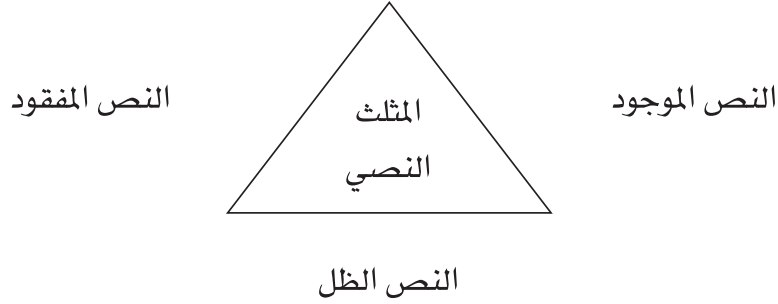 النص الموجود
النص المفقود
المثلث
النصي
النص الظل